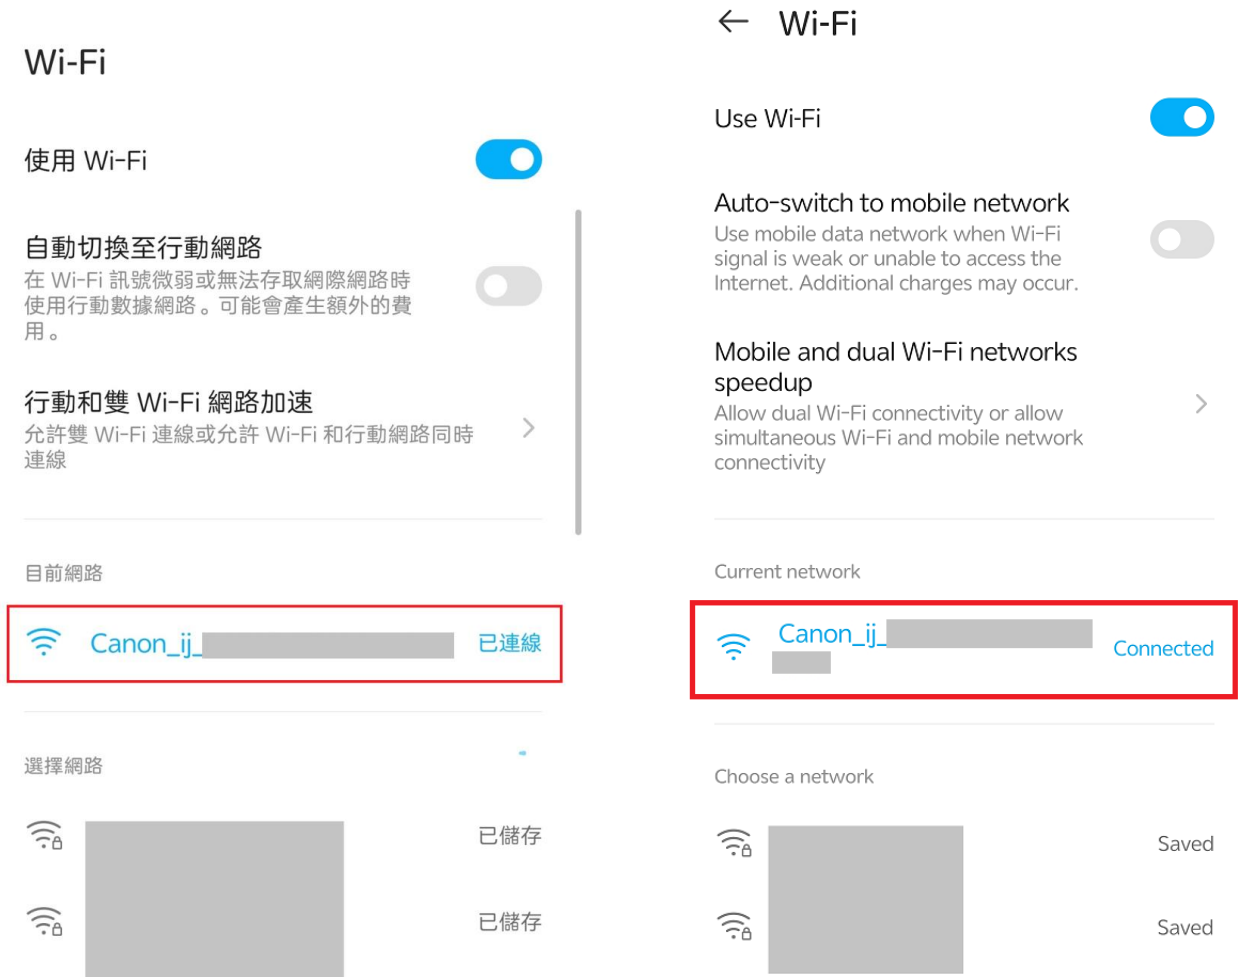 Wi-Fi
使用 Wi-Fi
自動切換至行動網路
在 Wi-Fi 訊號微弱或無法存取網際網路時
使用行動數據網路。可能會產生額外的費
用。
行動和雙 Wi-Fi 網路加速
允許雙 Wi-Fi 連線或允許 Wi-Fi 和行動網路同時
連線
目前網路
Canon_ij_
已連線
選擇網路
已儲存
已儲存
Wi-Fi
Use Wi-Fi
Auto-switch to mobile network
Use mobile data network when Wi-Fi
signal is weak or unable to access the
Internet. Additional charges may occur.
Mobile and dual Wi-Fi networks
speedup
Allow dual Wi-Fi connectivity or allow
simultaneous Wi-Fi and mobile network
connectivity
Current network
Canon_ij_
Connected
Choose a network
Saved
Saved